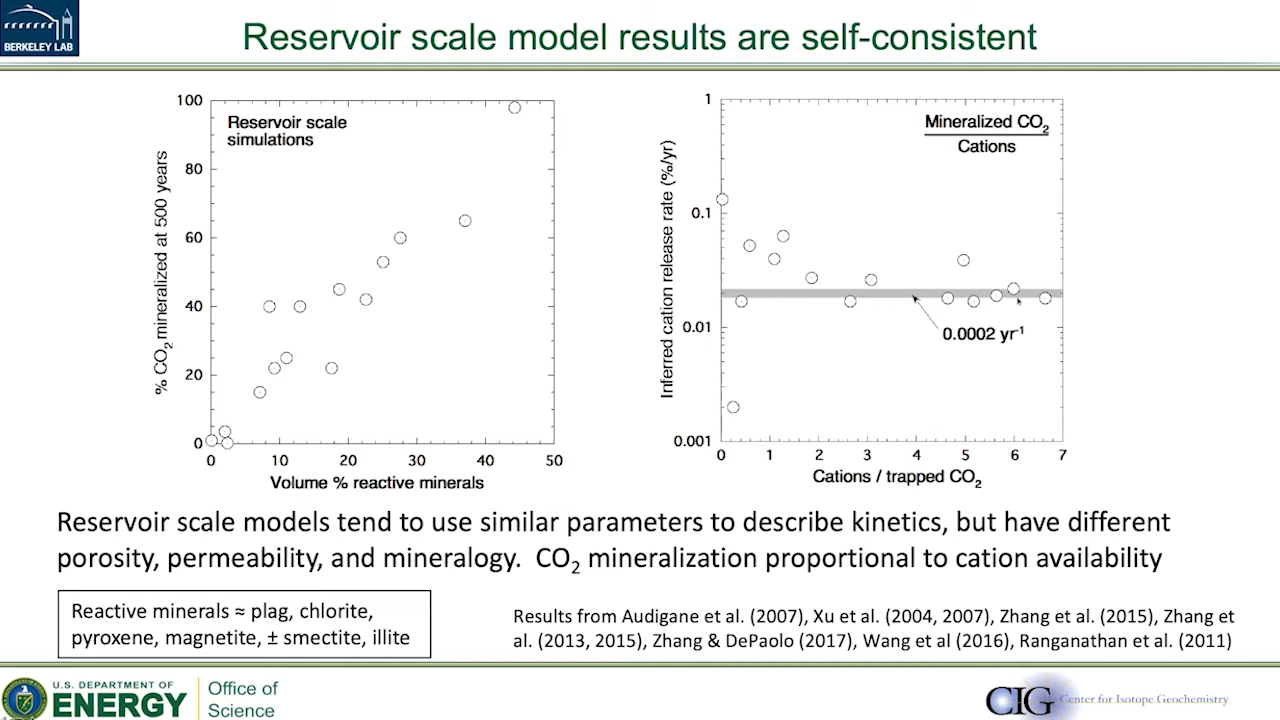 BERKELEY LAB
Reservoir scale model results are self-consistent
Reservoir scale
simulations
% CO2 mineralized at 500 years
100
80
60
40
20
0
0 10 20 30 40 50
Volume % reactive minerals
Mineralized CO2
Cations
Inferred cation release rate (%/yr)
1
0.1
0.01
0.001
0.0002 yr-1
0 1 2 3 4 5 6 7
Cations / trapped CO2
Reservoir scale models tend to use similar parameters to describe kinetics, but have different
porosity, permeability, and mineralogy. CO2 mineralization proportional to cation availability
Reactive minerals ≈ plag, chlorite,
pyroxene, magnetite, ± smectite, illite
Results from Audigane et al. (2007), Xu et al. (2004, 2007), Zhang et al. (2015), Zhang et
al. (2013, 2015), Zhang & DePaolo (2017), Wang et al (2016), Ranganathan et al. (2011)
U.S. DEPARTMENT OF
ENERGY
Office of
Science
CIG Center for Isotope Geochemistry